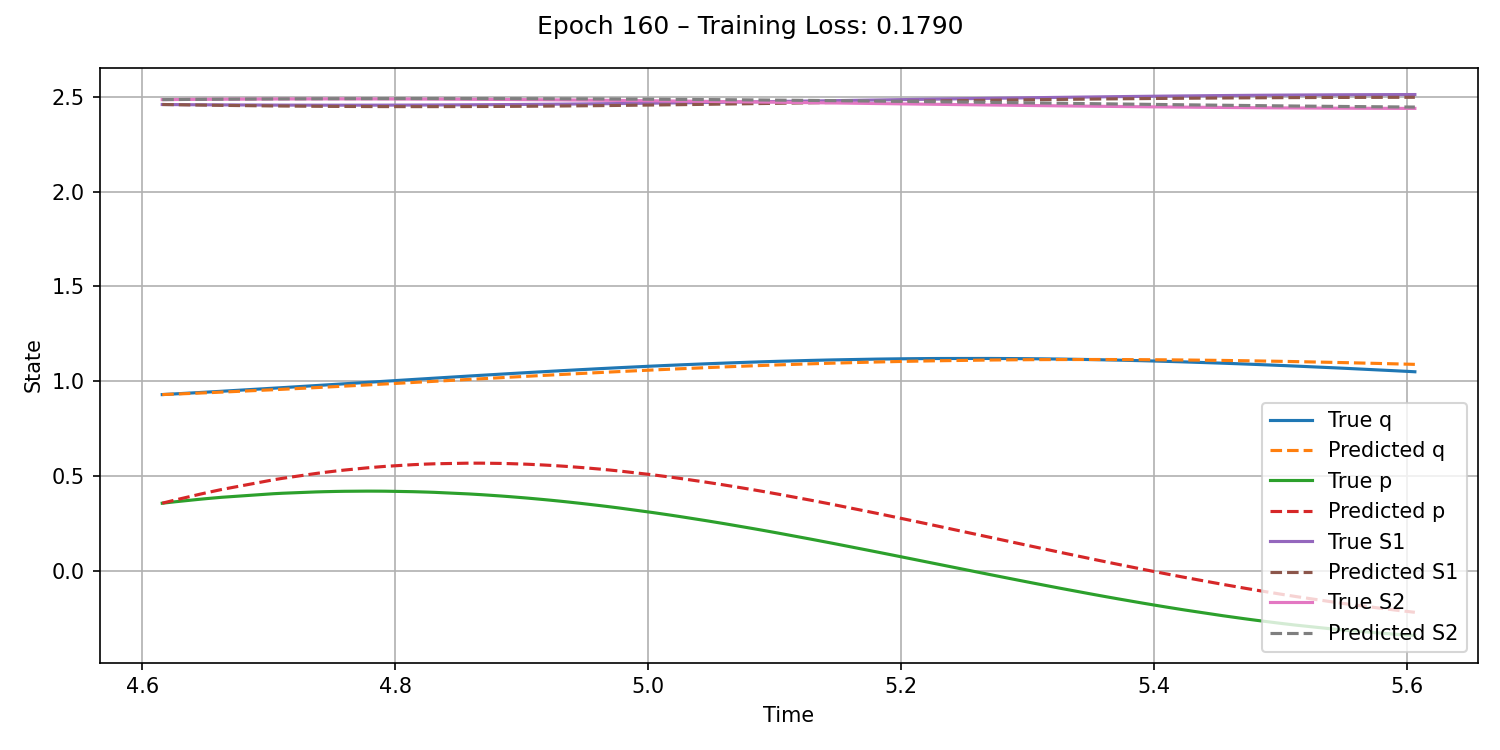 Epoch 160 – Training Loss: 0.1790
State
2.5
2.0
1.5
1.0
0.5
0.0
True q
Predicted q
True p
Predicted p
True S1
Predicted S1
True S2
Predicted S2
4.6
4.8
5.0
5.2
5.4
5.6
Time